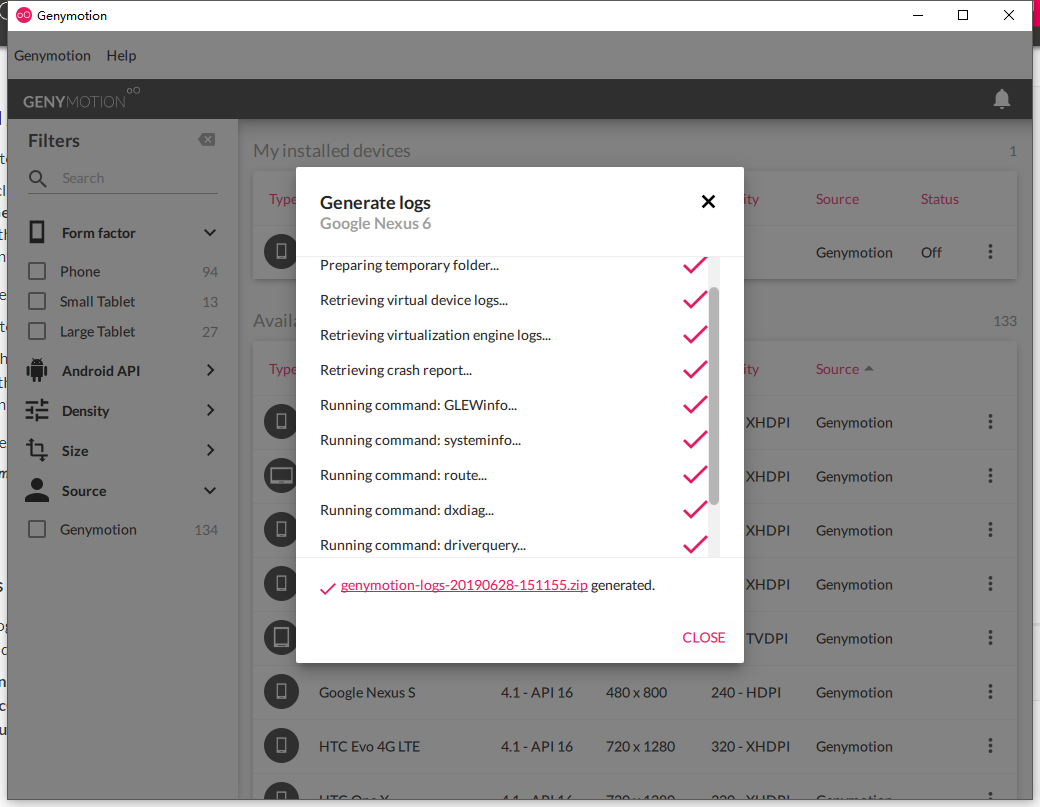 Genymotion
Genymotion Help
GENYMOTION
Filters
Search
Form factor
Phone 94
Small Tablet 13
Large Tablet 27
Android API
Density
Size
Source
Genymotion 134
My installed devices 1
Type Source Status
Genymotion Off
133
Type Source
XHDPI Genymotion
XHDPI Genymotion
XHDPI Genymotion
XHDPI Genymotion
TVDPI Genymotion
Google Nexus S 4.1 - API 16 480 x 800 240 - HDPI Genymotion
HTC Evo 4G LTE 4.1 - API 16 720 x 1280 320 - XHDPI Genymotion
Generate logs
Google Nexus 6
Preparing temporary folder...
Retrieving virtual device logs...
Retrieving virtualization engine logs...
Retrieving crash report...
Running command: GLEWinfo...
Running command: systeminfo...
Running command: route...
Running command: dxdiag...
Running command: driverquery...
genymotion-logs-20190628-151155.zip generated.
CLOSE